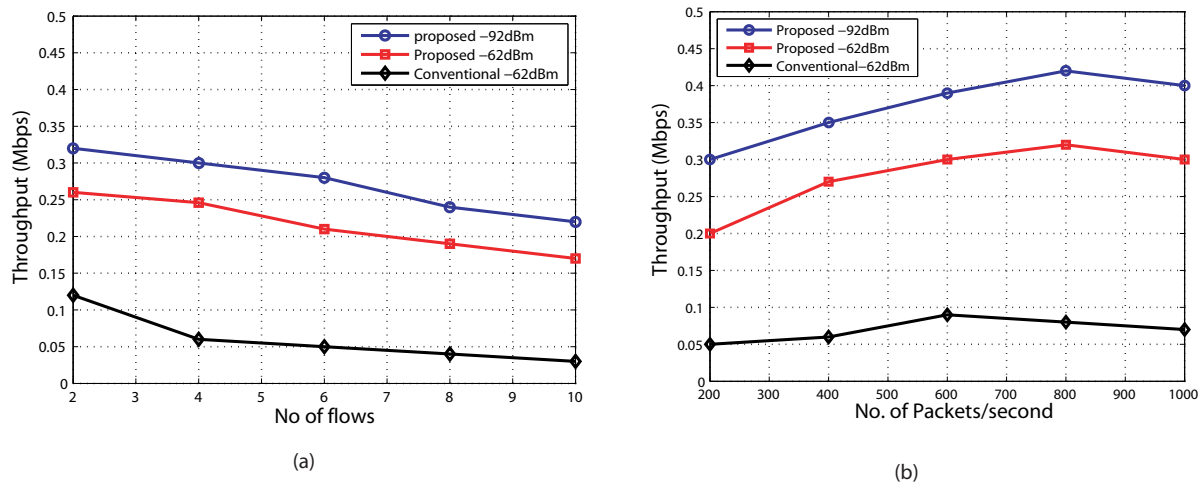 0.5
0.45
0.4
0.35
0.3
0.25
0.2
0.15
0.1
0.05
0
Throughput (Mbps)
proposed −92dBm
Proposed −62dBm
Conventional −62dBm
2 3 4 5 6 7 8 9 10
No of flows
(a)
0.5
0.45
0.4
0.35
0.3
0.25
0.2
0.15
0.1
0.05
0
Throughput (Mbps)
Proposed −92dBm
Proposed −62dBm
Conventional−62dBm
200 300 400 500 600 700 800 900 1000
No. of Packets/second
(b)